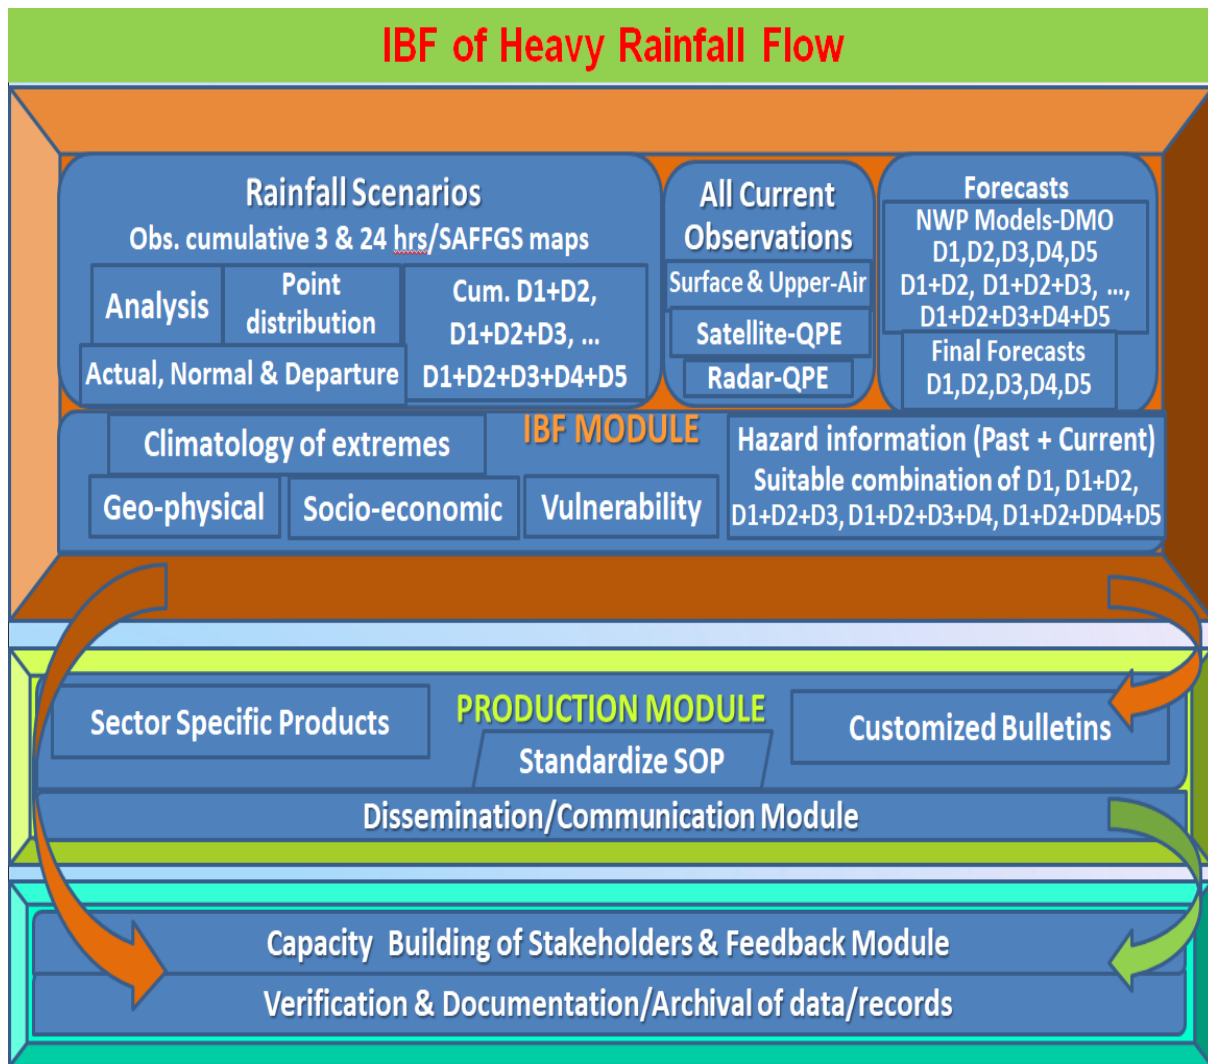 IBF of Heavy Rainfall Flow
Rainfall Scenarios
Obs. cumulative 3 & 24 hrs/SAFFGS maps
Analysis
Point
distribution
Actual, Normal & Departure
Cum. D1+D2,
D1+D2+D3, ...
D1+D2+D3+D4+D5
All Current
Observations
Surface & Upper-Air
Satellite-QPE
Radar-QPE
Forecasts
NWP Models-DMO
D1,D2,D3,D4,D5
D1+D2, D1+D2+D3, ...,
D1+D2+D3+D4+D5
Final Forecasts
D1,D2,D3,D4,D5
IBF MODULE
Climatology of extremes
Geo-physical
Socio-economic
Vulnerability
Hazard information (Past + Current)
Suitable combination of D1, D1+D2,
D1+D2+D3, D1+D2+D3+D4, D1+D2+DD4+D5
PRODUCTION MODULE
Sector Specific Products
Standardize SOP
Customized Bulletins
Dissemination/Communication Module
Capacity Building of Stakeholders & Feedback Module
Verification & Documentation/Archival of data/records